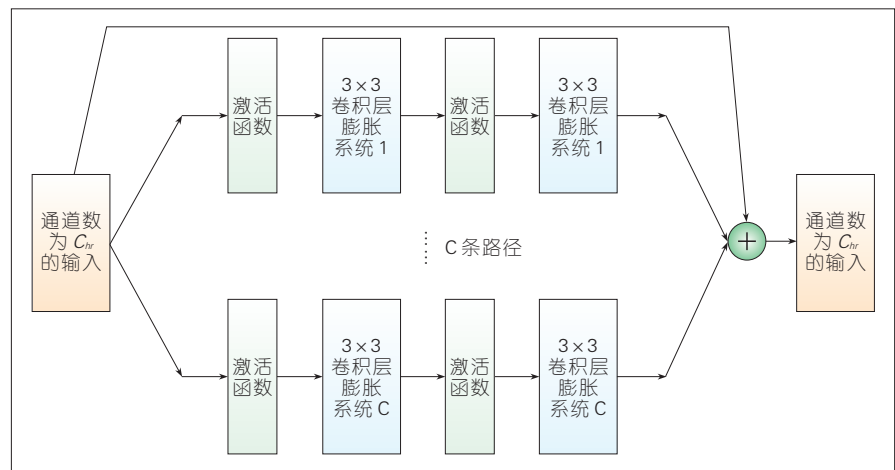 激活
函数
3×3
卷积层
膨胀
系统 1
激活
函数
3×3
卷积层
膨胀
系统 1
通道数
为 Chr
的输入
C 条路径
+
通道数
为 Chr
的输入
激活
函数
3×3
卷积层
膨胀
系统 C
激活
函数
3×3
卷积层
膨胀
系统 C